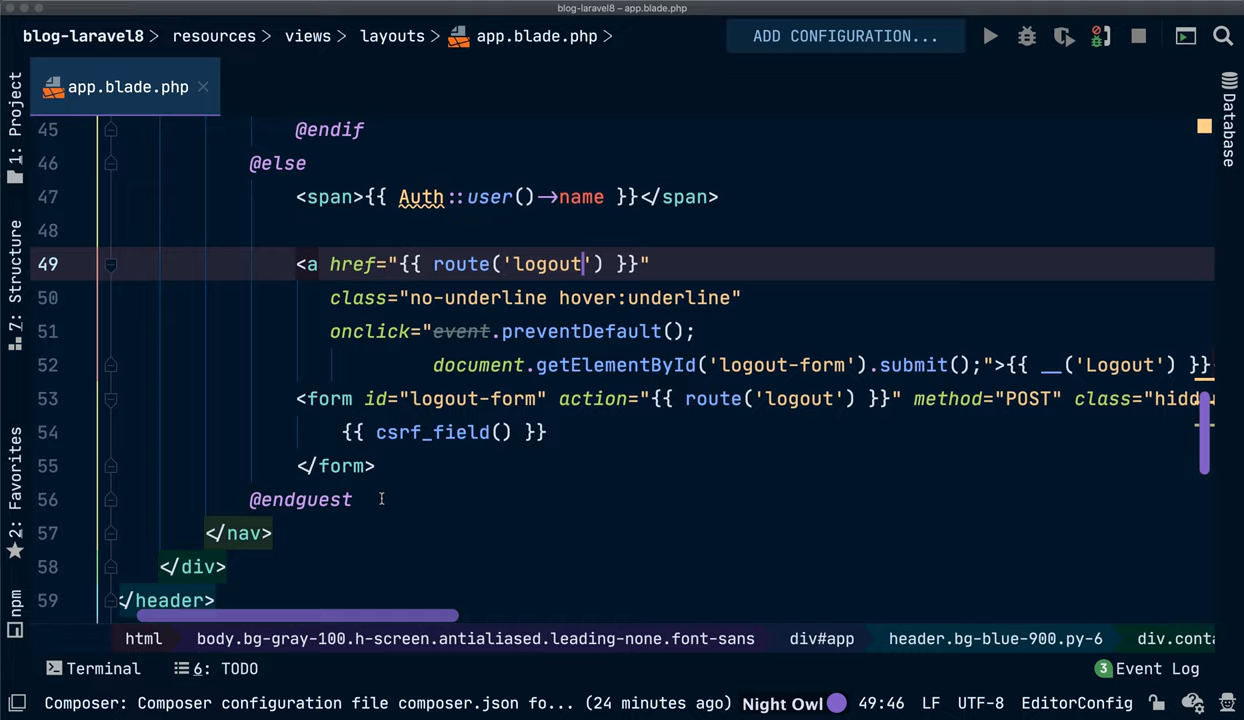 blog-laravel8 – app.blade.php
blog-laravel8 > resources > views > layouts > app.blade.php > ADD CONFIGURATION...
app.blade.php ×
1: Project
7: Structure
2: Favorites
npm
Database
45 @endif
46 @else
47 <span>{{ Auth::user()->name }}</span>
48
49 <a href="{{ route('logout') }}"
50 class="no-underline hover:underline"
51 onclick="event.preventDefault();
52 document.getElementById('logout-form').submit();">{{ __('Logout') }}
53 <form id="logout-form" action="{{ route('logout') }}" method="POST" class="hidd
54 {{ csrf_field() }}
55 </form>
56 @endguest
57 </nav>
58 </div>
59 </header>
html body.bg-gray-100.h-screen.antialiased.leading-none.font-sans div#app header.bg-blue-900.py-6 div.conta
Terminal 6: TODO 3 Event Log
Composer: Composer configuration file composer.json fo... (24 minutes ago) Night Owl 49:46 LF UTF-8 EditorConfig